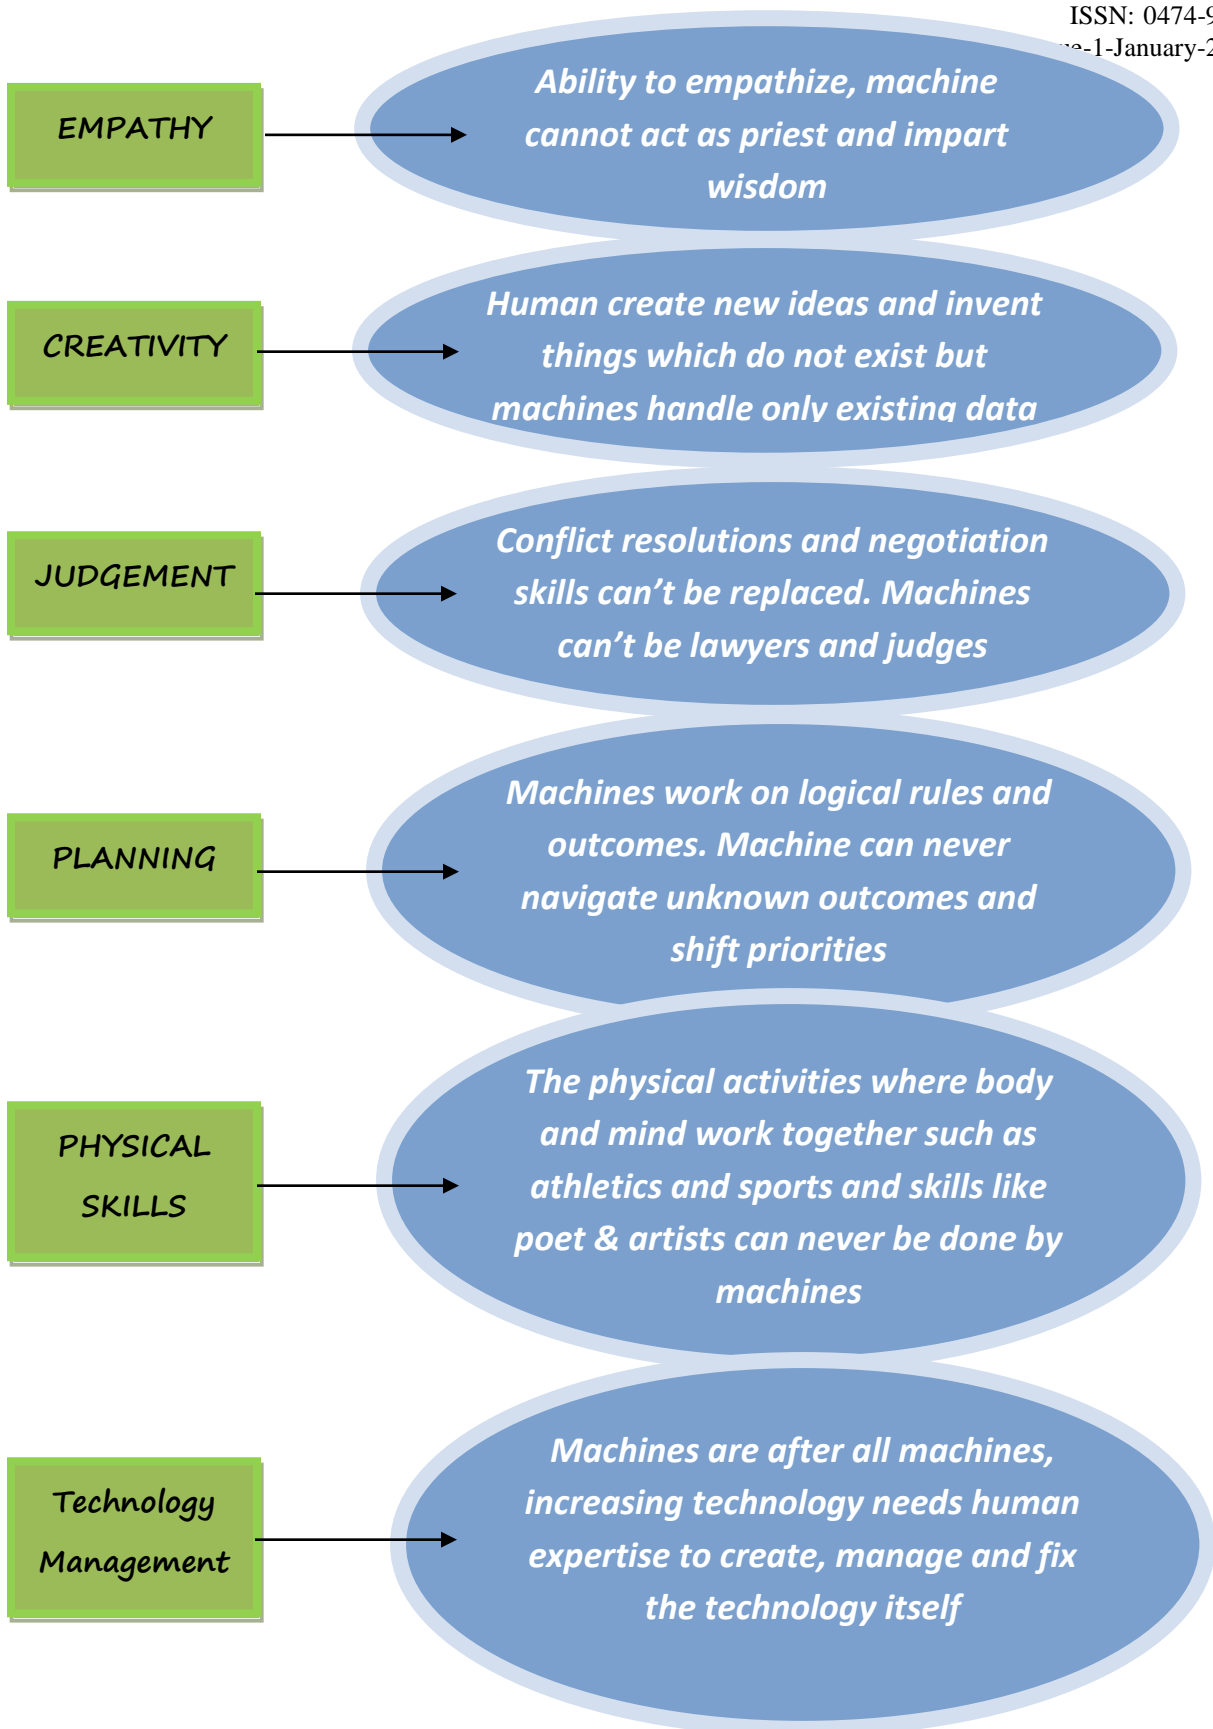 ISSN: 0474-9
ue-1-January-2
EMPATHY
Ability to empathize, machine
cannot act as priest and impart
wisdom
CREATIVITY
Human create new ideas and invent
things which do not exist but
machines handle only existing data
JUDGEMENT
Conflict resolutions and negotiation
skills can’t be replaced. Machines
can’t be lawyers and judges
PLANNING
Machines work on logical rules and
outcomes. Machine can never
navigate unknown outcomes and
shift priorities
PHYSICAL
SKILLS
The physical activities where body
and mind work together such as
athletics and sports and skills like
poet & artists can never be done by
machines
Technology
Management
Machines are after all machines,
increasing technology needs human
expertise to create, manage and fix
the technology itself